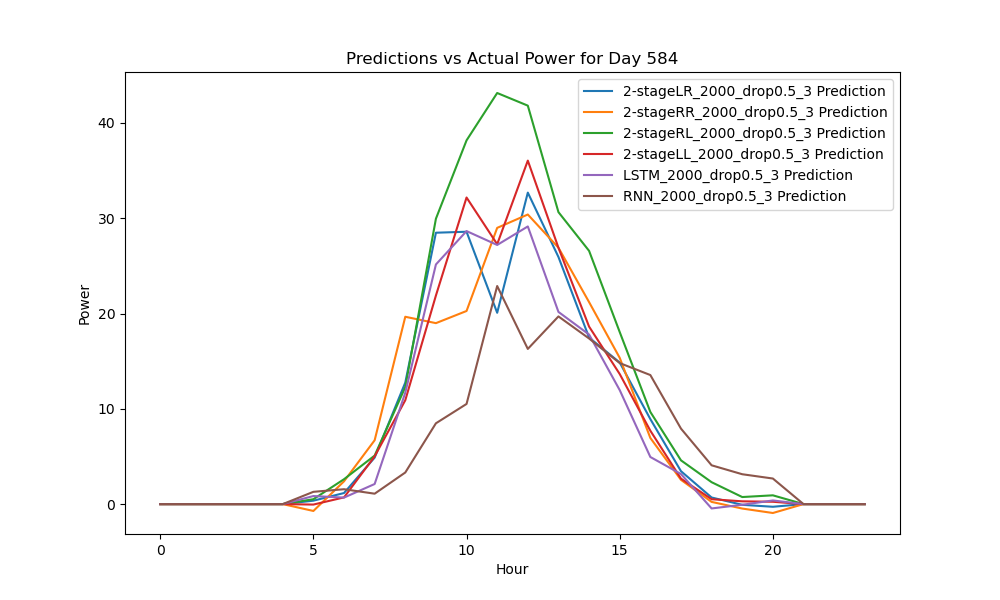 Predictions vs Actual Power for Day 584
2-stageLR_2000_drop0.5_3 Prediction
2-stageRR_2000_drop0.5_3 Prediction
2-stageRL_2000_drop0.5_3 Prediction
2-stageLL_2000_drop0.5_3 Prediction
LSTM_2000_drop0.5_3 Prediction
RNN_2000_drop0.5_3 Prediction
Power
40
30
20
10
0
0 5 10 15 20
Hour